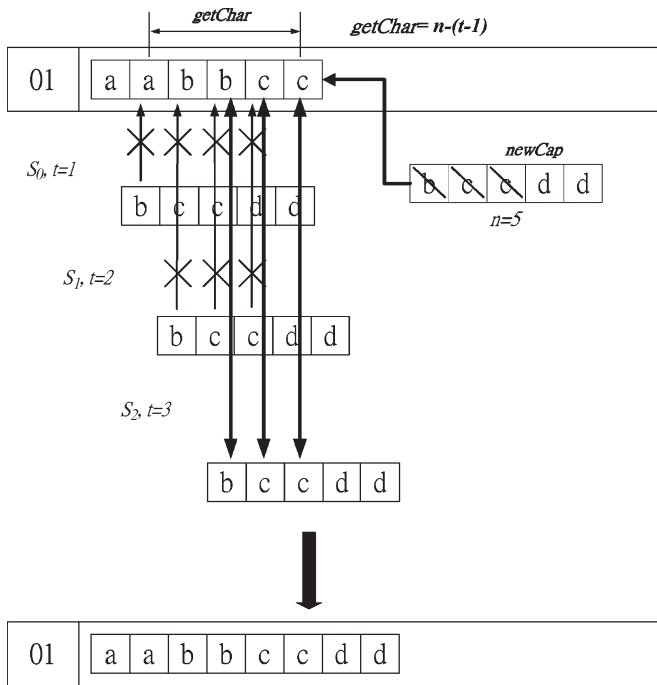 getChar
getChar= n-(t-1)
01 a a b b c c
newCap
S0, t=1
b c c d d
b c c d d
n=5
S1, t=2
b c c d d
S2, t=3
b c c d d
01 a a b b c c d d